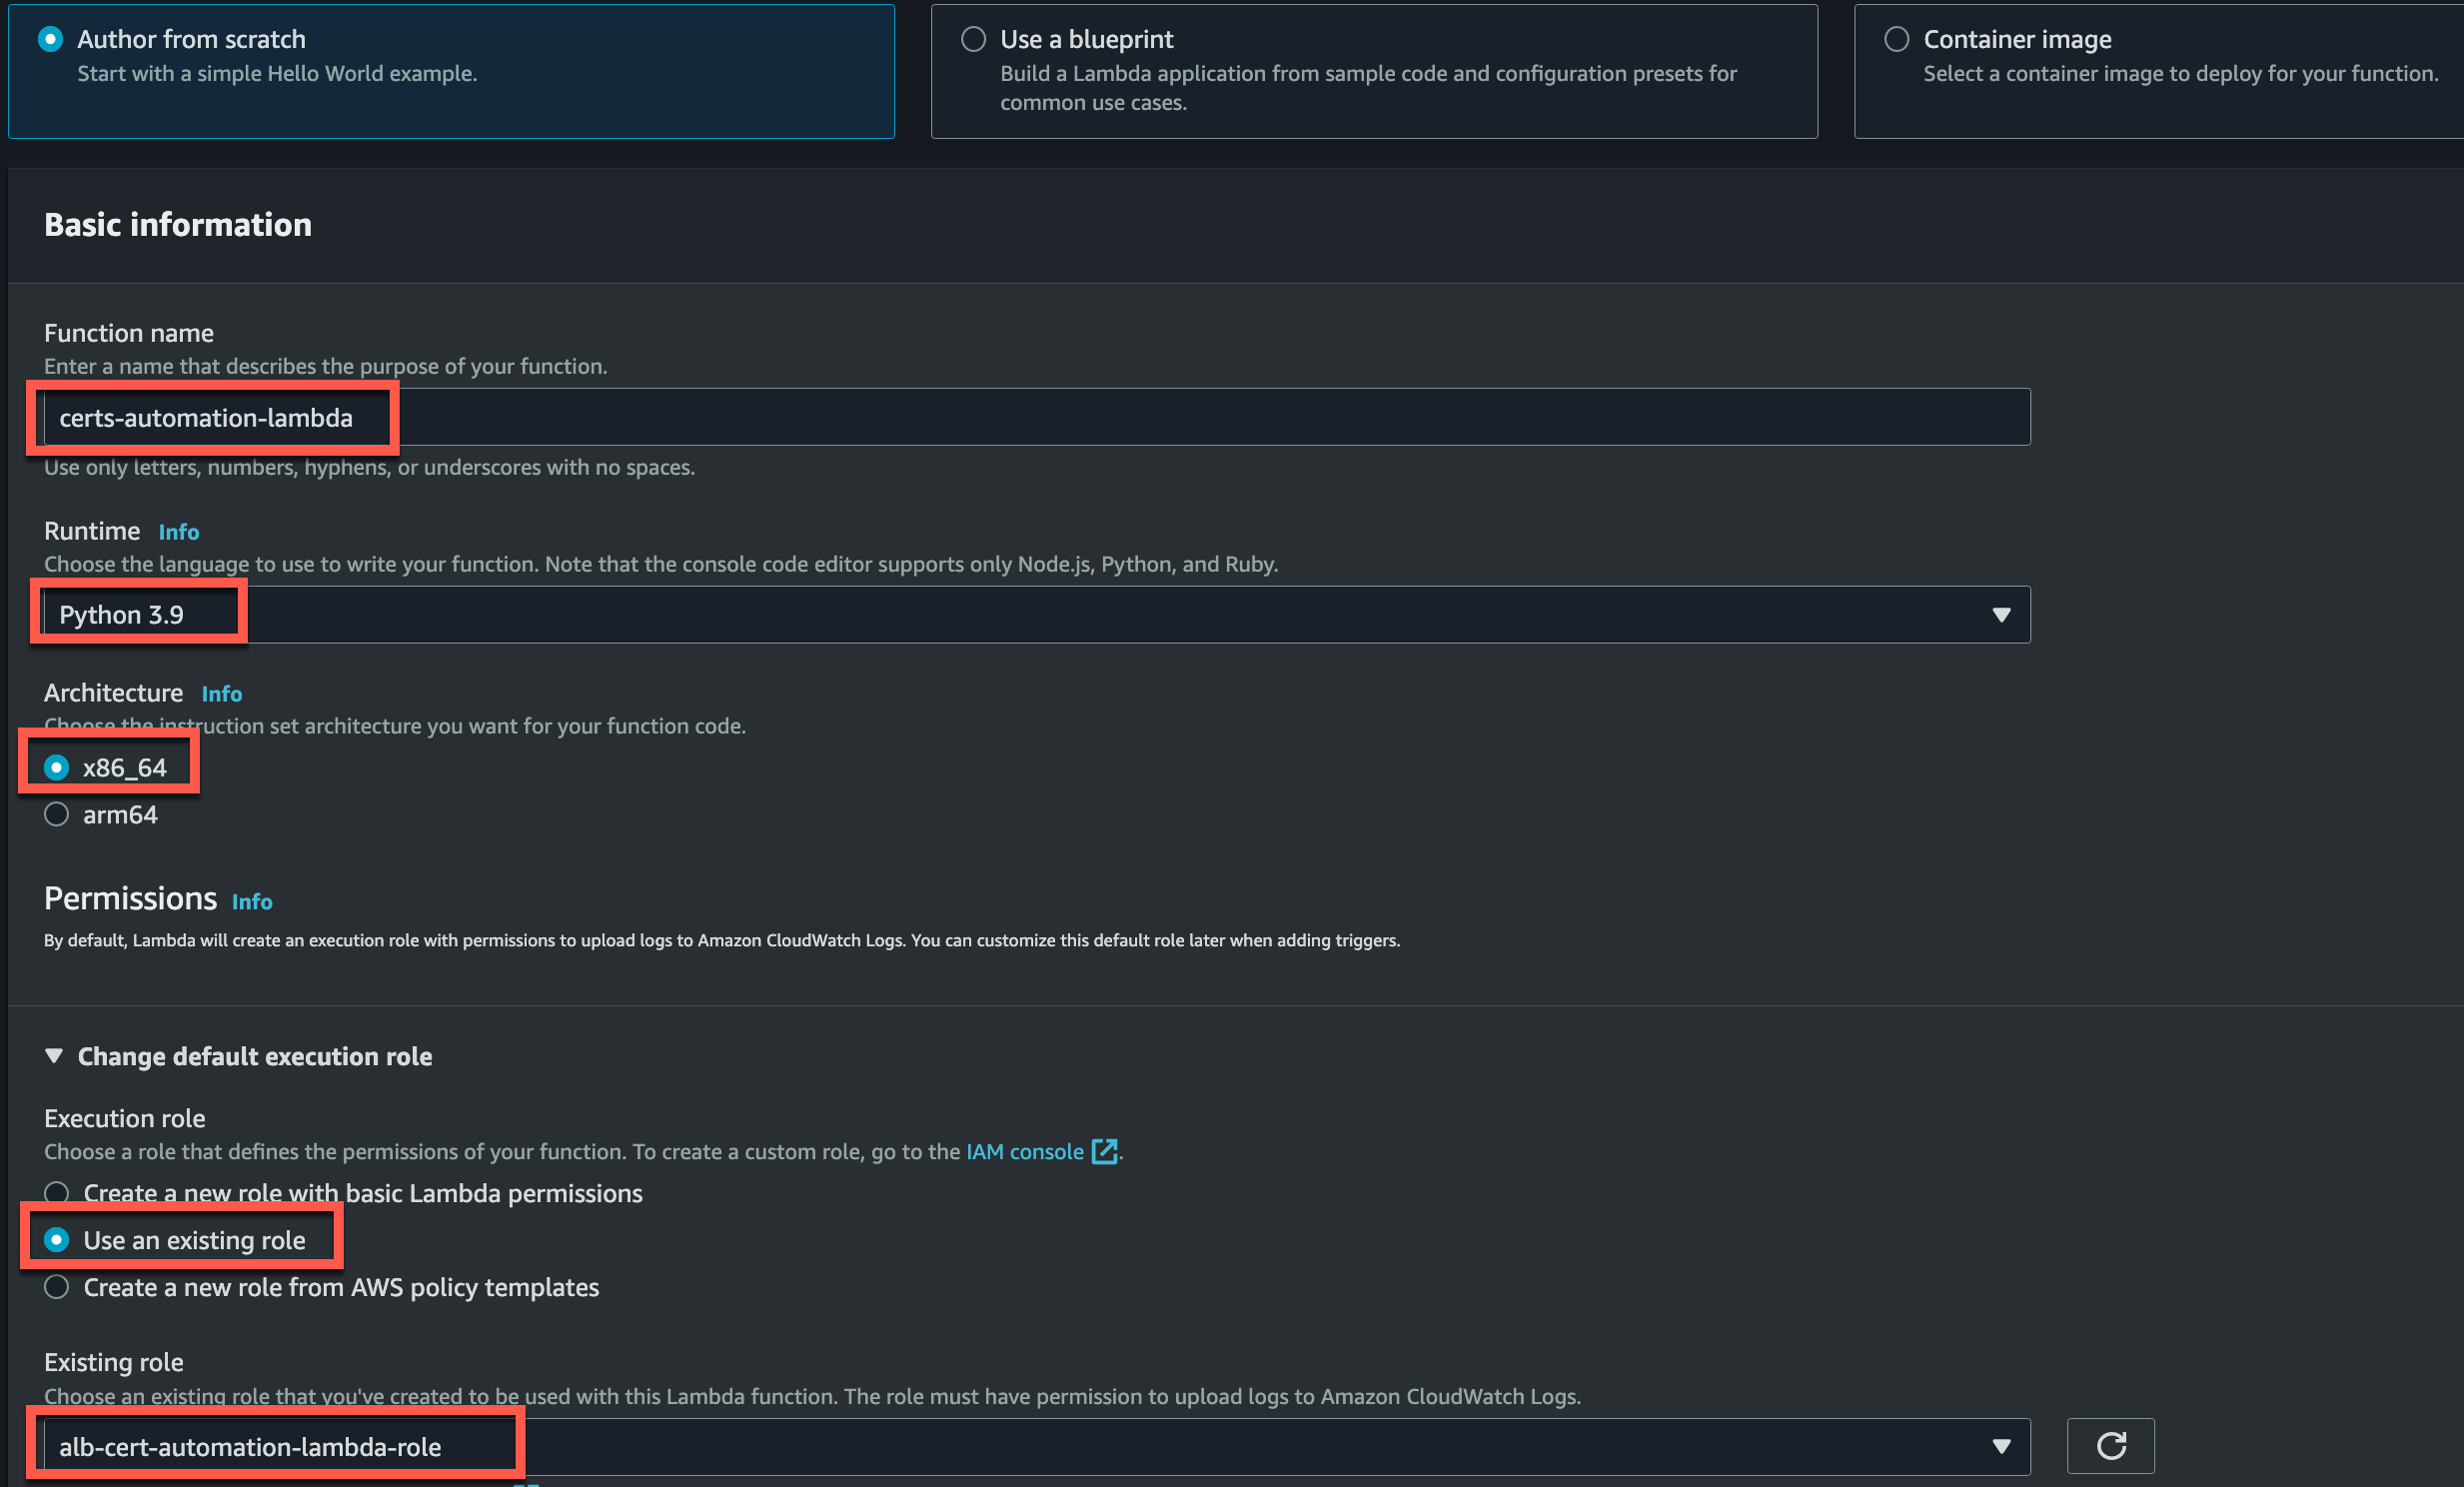 Author from scratch
Start with a simple Hello World example.
Use a blueprint
Build a Lambda application from sample code and configuration presets for
common use cases.
Container image
Select a container image to deploy for your function.
Basic information
Function name
Enter a name that describes the purpose of your function.
certs-automation-lambda
Use only letters, numbers, hyphens, or underscores with no spaces.
Runtime Info
Choose the language to use to write your function. Note that the console code editor supports only Node.js, Python, and Ruby.
Python 3.9
Architecture Info
Choose the instruction set architecture you want for your function code.
x86_64
arm64
Permissions Info
By default, Lambda will create an execution role with permissions to upload logs to Amazon CloudWatch Logs. You can customize this default role later when adding triggers.
Change default execution role
Execution role
Choose a role that defines the permissions of your function. To create a custom role, go to the IAM console.
Create a new role with basic Lambda permissions
Use an existing role
Create a new role from AWS policy templates
Existing role
Choose an existing role that you've created to be used with this Lambda function. The role must have permission to upload logs to Amazon CloudWatch Logs.
alb-cert-automation-lambda-role